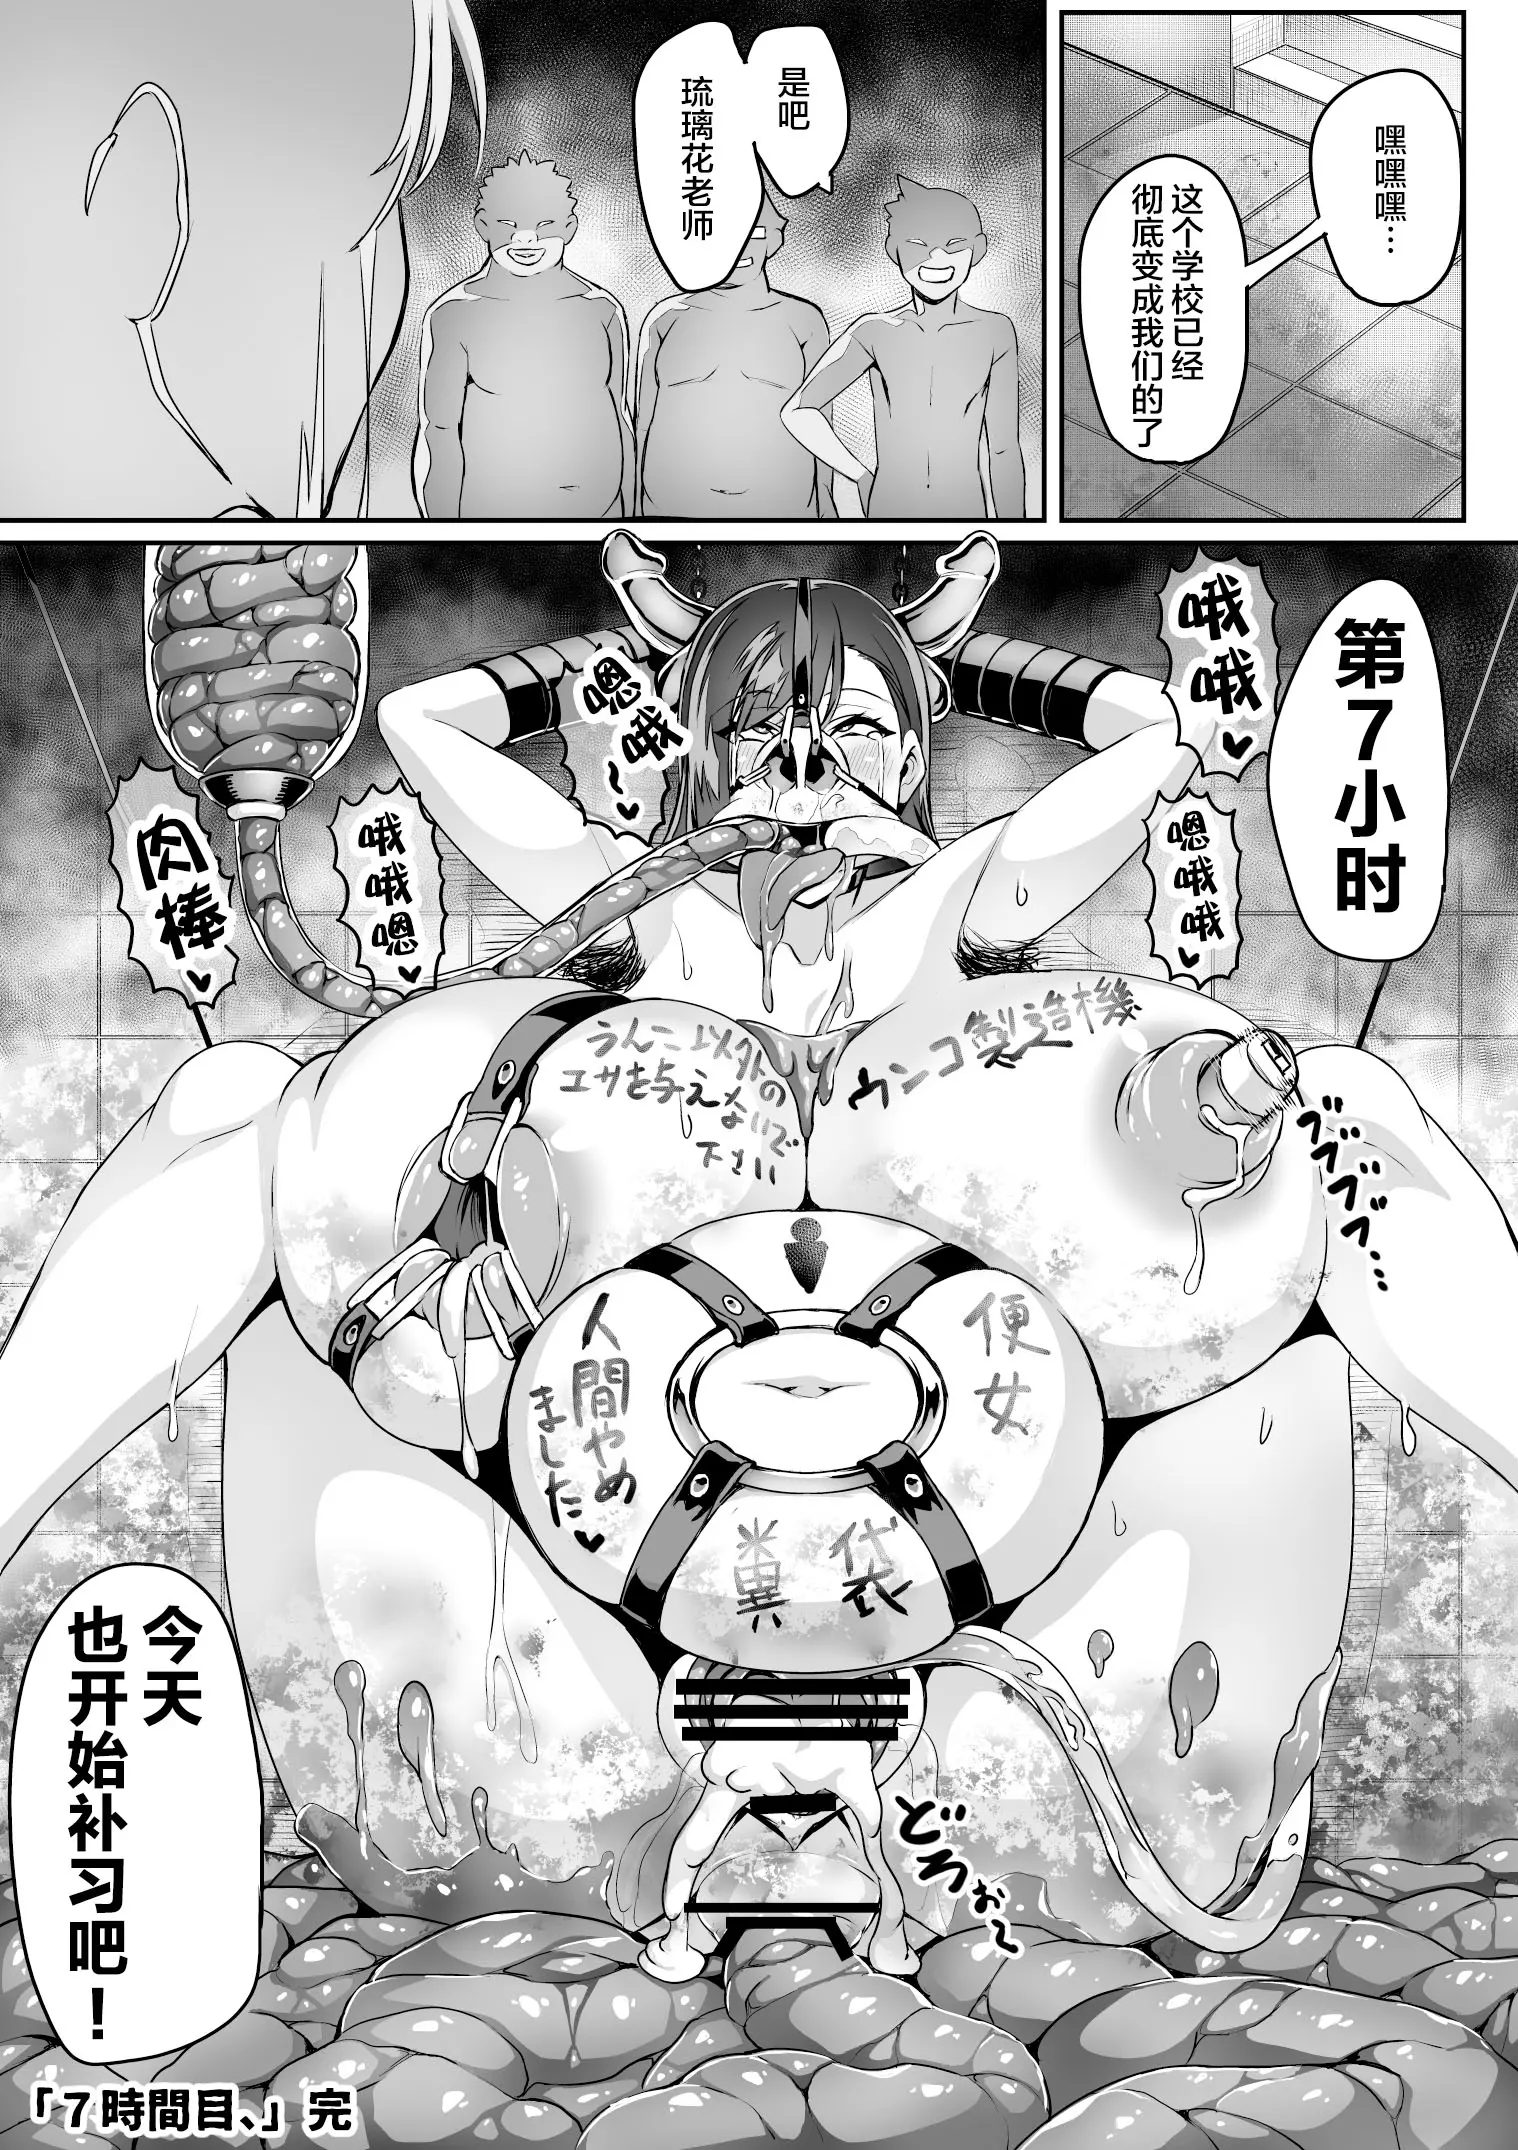 嘿嘿嘿…
这个学校已经
彻底变成我们的了
是吧
琉璃花老师
第7小时
哦哦♥
嗯哦~♥
嗯哦哦♥
哦哦嗯♥
肉棒♥
ウンコ製造機
うんこ以外の
エサを与えないで
下さい
ブブブブ…
便女
人間やめ
ました♥
糞袋
どろぉ~
今天
也开始补习吧！
「７時間目、」完